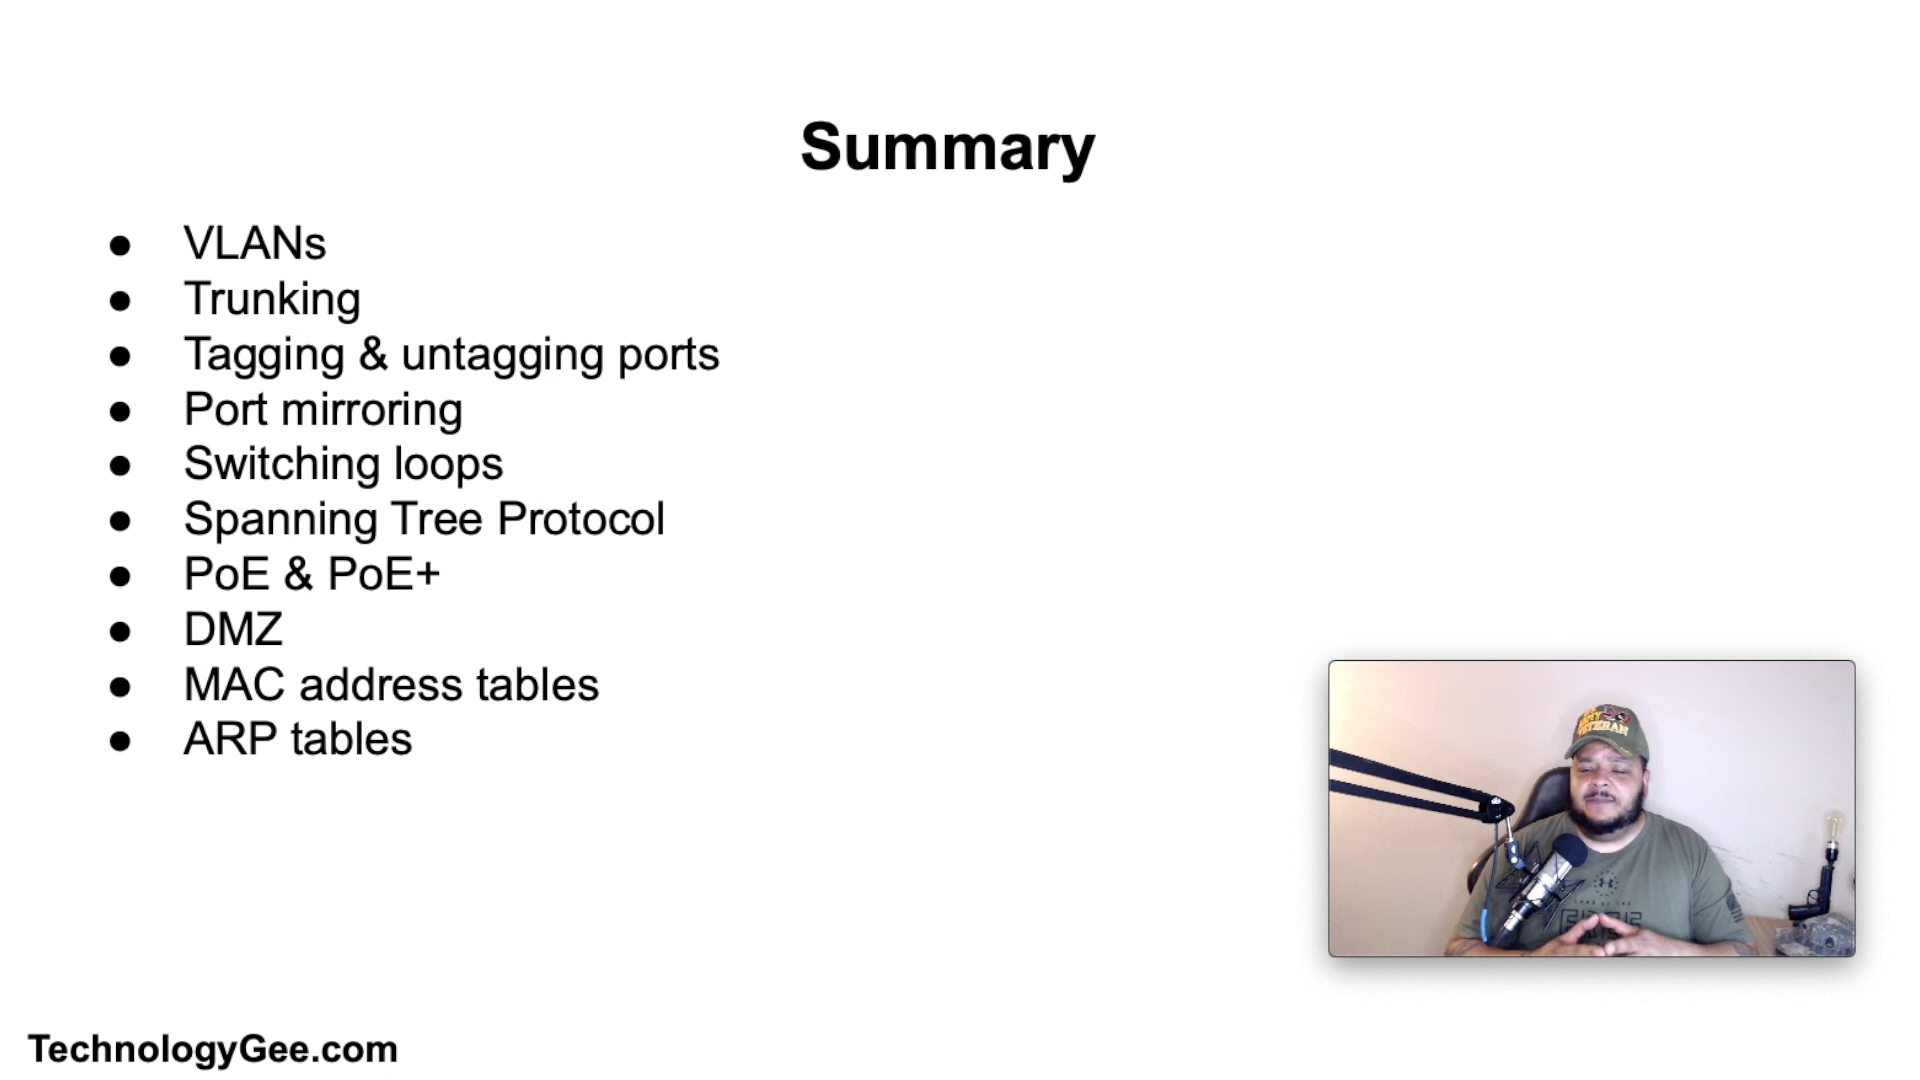 Summary
● VLANs
● Trunking
● Tagging & untagging ports
● Port mirroring
● Switching loops
● Spanning Tree Protocol
● PoE & PoE+
● DMZ
● MAC address tables
● ARP tables
VETERAN
TechnologyGee.com